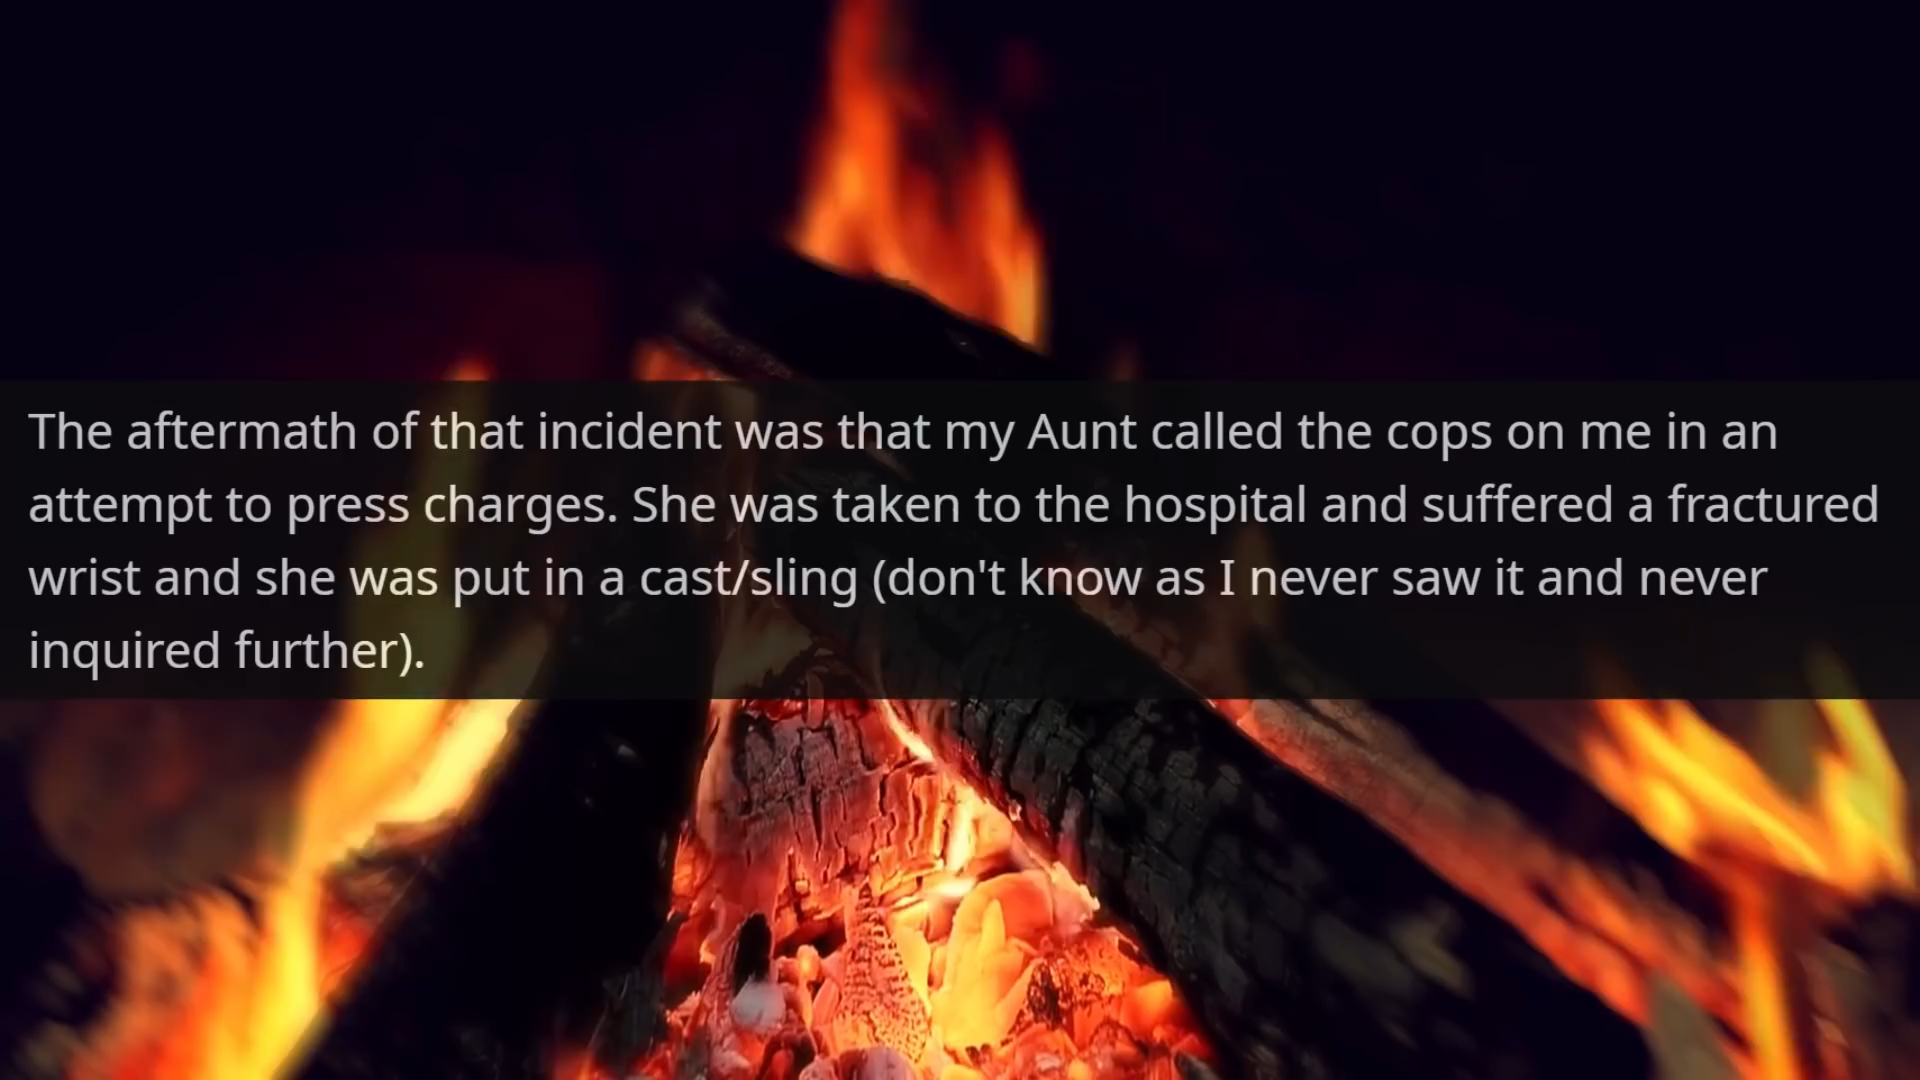 The aftermath of that incident was that my Aunt called the cops on me in an
attempt to press charges. She was taken to the hospital and suffered a fractured
wrist and she was put in a cast/sling (don't know as I never saw it and never
inquired further).